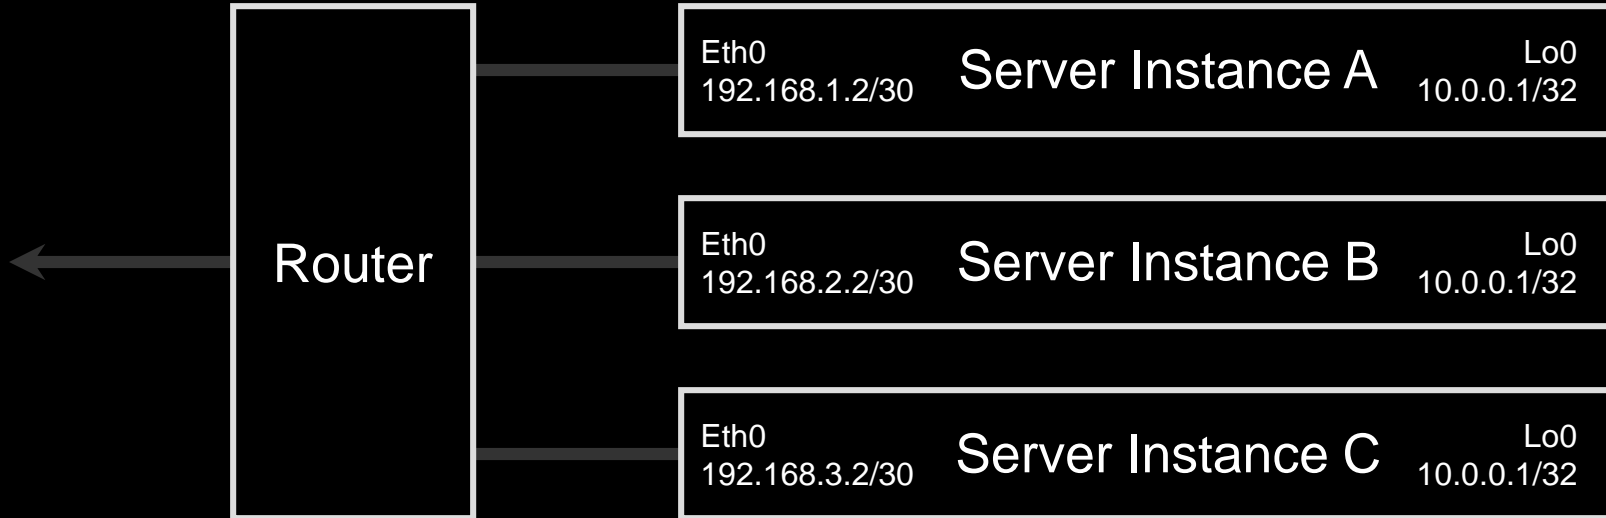 Router
Eth0
192.168.1.2/30
Server Instance A
Lo0
10.0.0.1/32
Eth0
192.168.2.2/30
Server Instance B
Lo0
10.0.0.1/32
Eth0
192.168.3.2/30
Server Instance C
Lo0
10.0.0.1/32